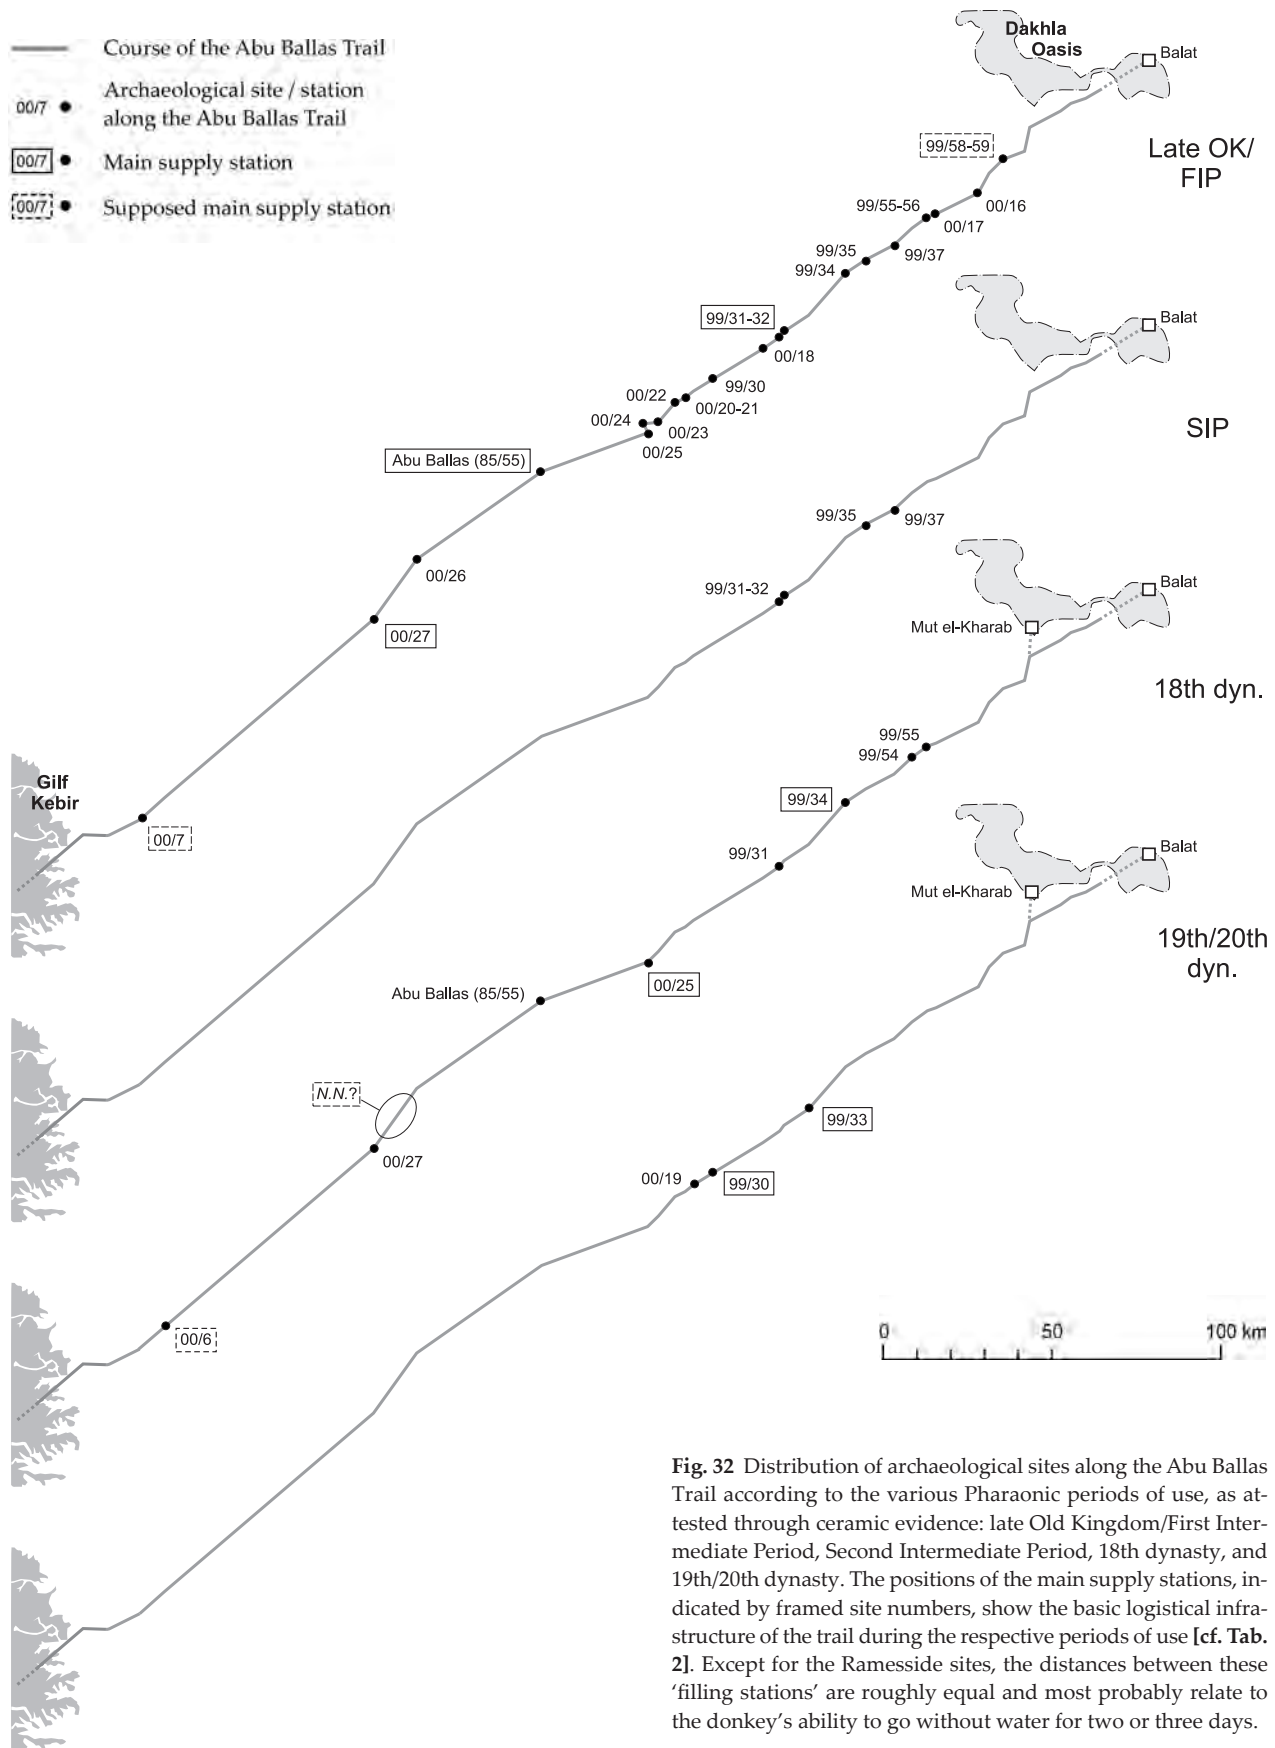 Course of the Abu Ballas Trail
00/7
Archaeological site / station
along the Abu Ballas Trail
00/7
Main supply station
00/7
Supposed main supply station
Dakhla
Oasis
Balat
Late OK/
FIP
99/58-59
00/16
99/55-56
00/17
99/37
99/35
99/34
99/31-32
00/18
99/30
00/22
00/20-21
00/24
00/23
00/25
Abu Ballas (85/55)
00/26
00/27
Gilf
Kebir
00/7
Balat
SIP
99/35
99/37
99/31-32
Balat
Mut el-Kharab
18th dyn.
99/55
99/54
99/34
99/31
00/25
Abu Ballas (85/55)
N.N.?
00/27
00/6
Balat
Mut el-Kharab
19th/20th
dyn.
99/33
00/19
99/30
0 50 100 km
Fig. 32 Distribution of archaeological sites along the Abu Ballas
Trail according to the various Pharaonic periods of use, as at-
tested through ceramic evidence: late Old Kingdom/First Inter-
mediate Period, Second Intermediate Period, 18th dynasty, and
19th/20th dynasty. The positions of the main supply stations, in-
dicated by framed site numbers, show the basic logistical infra-
structure of the trail during the respective periods of use [cf. Tab.
2]. Except for the Ramesside sites, the distances between these
‘filling stations’ are roughly equal and most probably relate to
the donkey’s ability to go without water for two or three days.